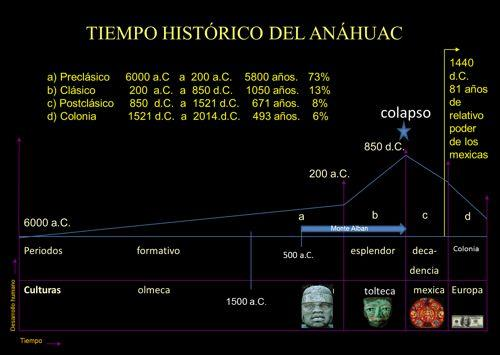 TIEMPO HISTÓRICO DEL ANÁHUAC
a) Preclásico 6000 a.C a 200 a.C. 5800 años. 73%
b) Clásico 200 a.C. a 850 d.C. 1050 años. 13%
c) Postclásico 850 d.C. a 1521 d.C. 671 años. 8%
d) Colonia 1521 d.C. a 2014.d.C. 493 años. 6%
1440
d.C.
81 años
de
relativo
poder
de los
mexicas
colapso
850 d.C.
200 a.C.
6000 a.C.
a b c d
Monte Alban
500 a.C.
Periodos formativo esplendor deca-
dencia
Colonia
Culturas olmeca tolteca mexica Europa
1500 a.C.
Desarrollo humano
Tiempo